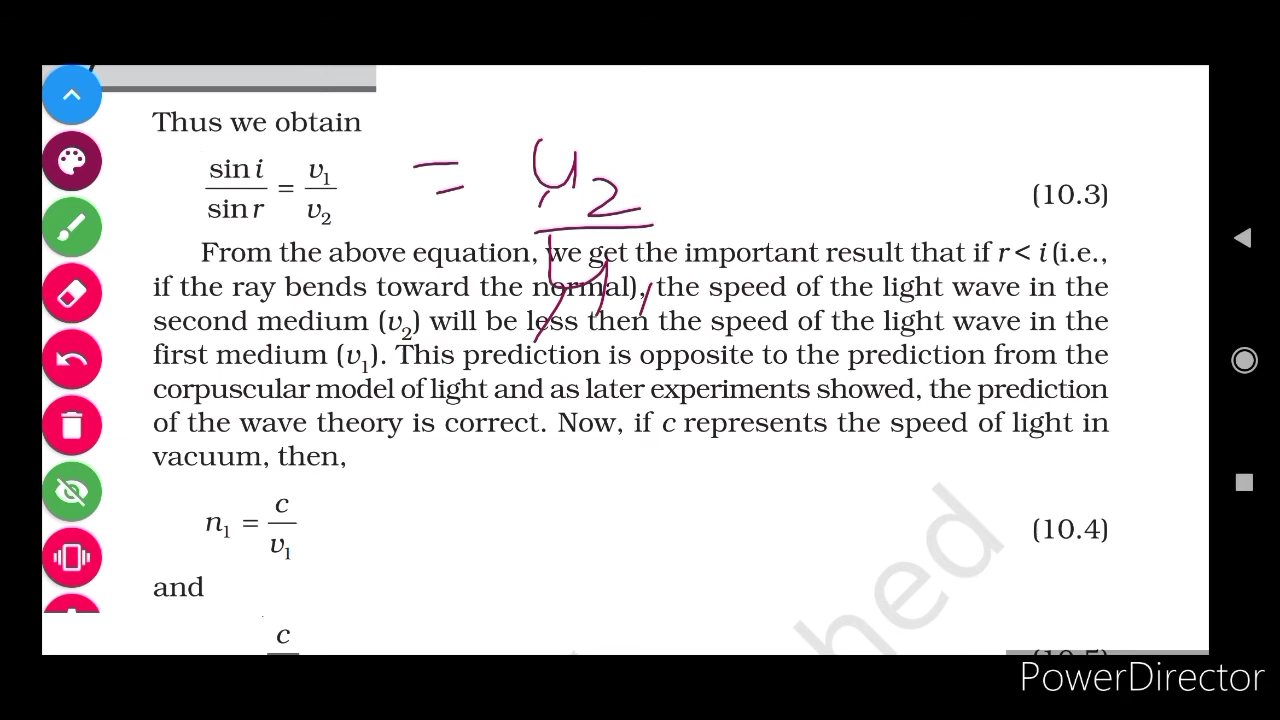 Thus we obtain
sin i / sin r = v₁ / v₂ = μ₂ / μ₁ (10.3)
From the above equation, we get the important result that if r < i (i.e.,
if the ray bends toward the normal), the speed of the light wave in the
second medium (v₂) will be less then the speed of the light wave in the
first medium (v₁). This prediction is opposite to the prediction from the
corpuscular model of light and as later experiments showed, the prediction
of the wave theory is correct. Now, if c represents the speed of light in
vacuum, then,
n₁ = c / v₁ (10.4)
and
c
hed
PowerDirector